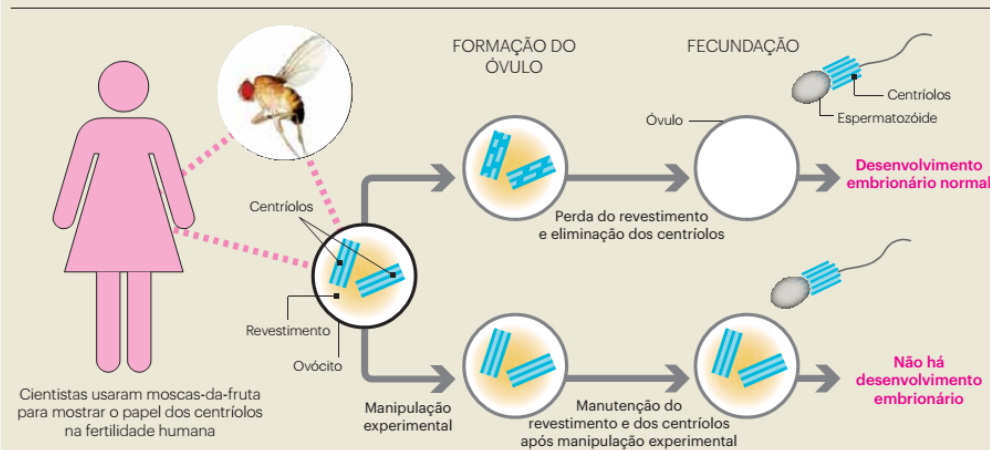 FORMAÇÃO DO
ÓVULO
FECUNDAÇÃO
Centríolos
Espermatozóide
Óvulo
Desenvolvimento
embrionário normal
Centríolos
Perda do revestimento
e eliminação dos centríolos
Revestimento
Ovócito
Cientistas usaram moscas-da-fruta
para mostrar o papel dos centríolos
na fertilidade humana
Manipulação
experimental
Manutenção do
revestimento e dos centríolos
após manipulação experimental
Não há
desenvolvimento
embrionário